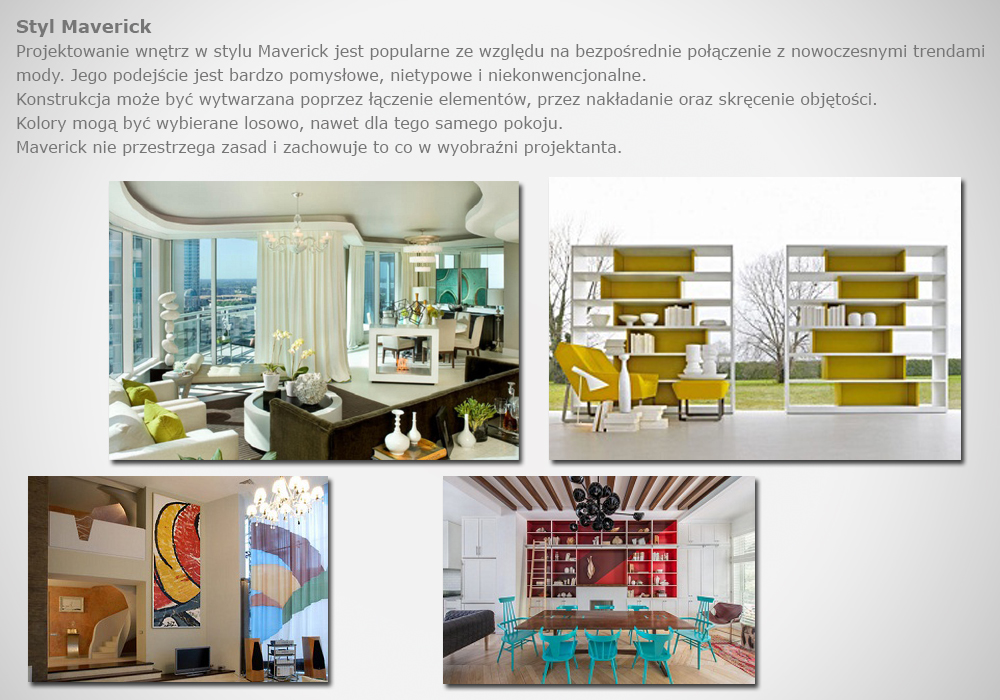 Styl Maverick
Projektowanie wnętrz w stylu Maverick jest popularne ze względu na bezpośrednie połączenie z nowoczesnymi trendami
mody. Jego podejście jest bardzo pomysłowe, nietypowe i niekonwencjonalne.
Konstrukcja może być wytwarzana poprzez łączenie elementów, przez nakładanie oraz skręcenie objętości.
Kolory mogą być wybierane losowo, nawet dla tego samego pokoju.
Maverick nie przestrzega zasad i zachowuje to co w wyobraźni projektanta.